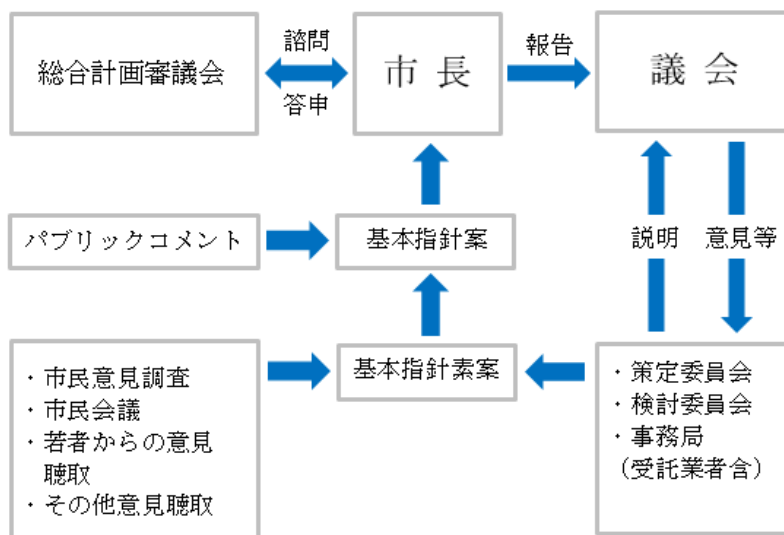 総合計画審議会
諮問
答申
市 長
報告
議 会
パブリックコメント
基本指針案
説明
意見等
・市民意見調査
・市民会議
・若者からの意見
聴取
・その他意見聴取
基本指針素案
・策定委員会
・検討委員会
・事務局
(受託業者含)